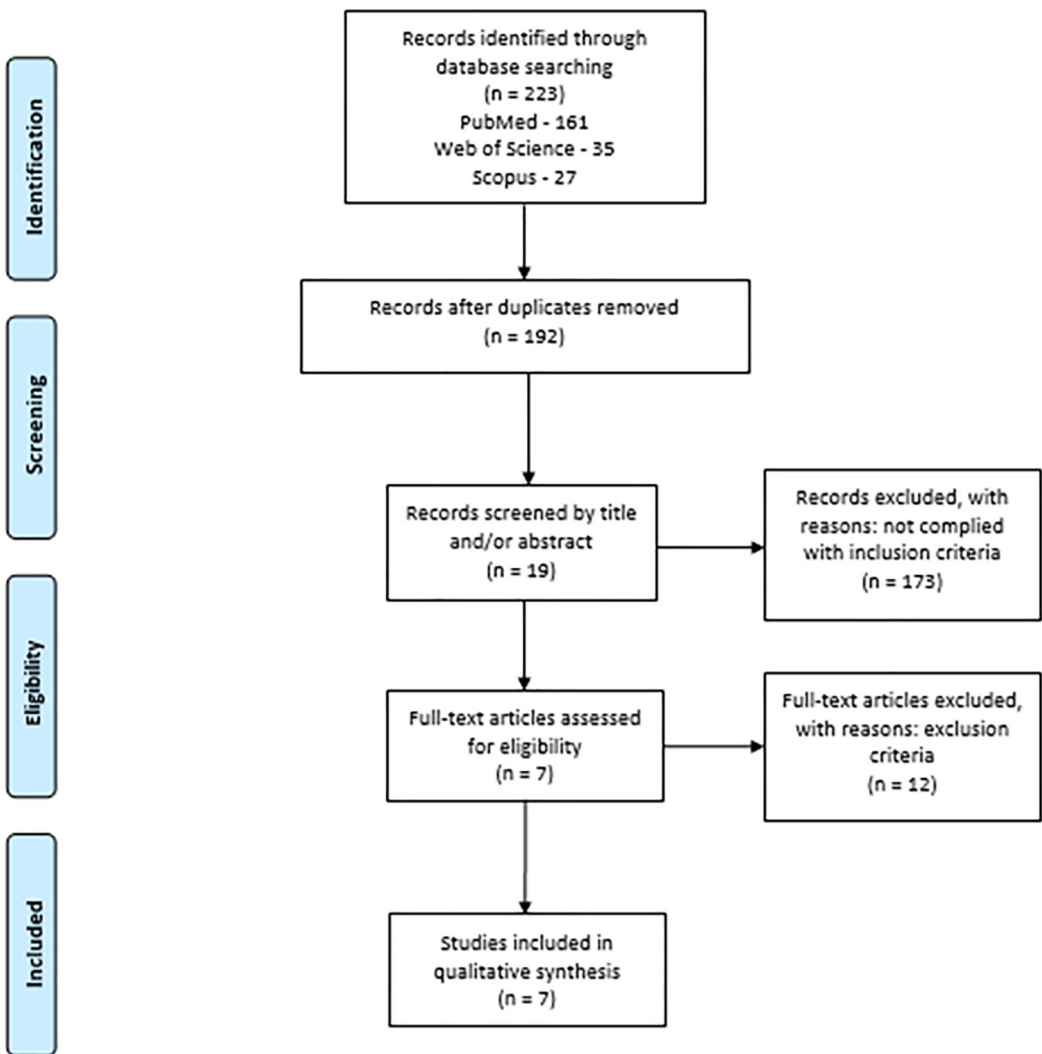 Identification
Records identified through
database searching
(n = 223)
PubMed - 161
Web of Science - 35
Scopus - 27
Records after duplicates removed
(n = 192)
Screening
Records screened by title
and/or abstract
(n = 19)
Records excluded, with
reasons: not complied
with inclusion criteria
(n = 173)
Eligibility
Full-text articles assessed
for eligibility
(n = 7)
Full-text articles excluded,
with reasons: exclusion
criteria
(n = 12)
Included
Studies included in
qualitative synthesis
(n = 7)